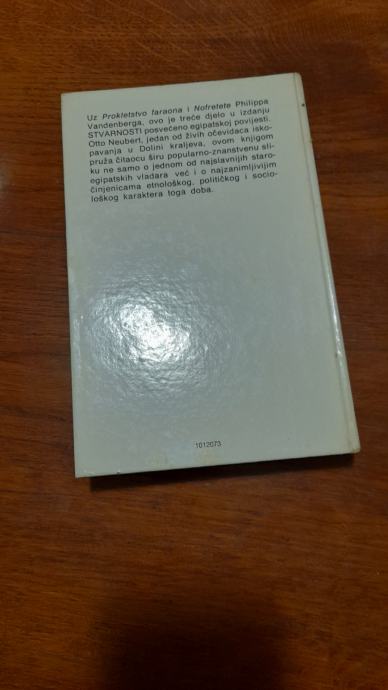 Uz Prokletstvo faraona i Nofretete Philippa
Vandenberga, ovo je treće djelo u izdanju
STVARNOSTI posvećeno egipatskoj povijesti.
Otto Neubert, jedan od živih očevidaca isko-
pavanja u Dolini kraljeva, ovom knjigom
pruža čitaocu širu popularno-znanstvenu sli-
ku ne samo o jednom od najslavnijih staro-
egipatskih vladara već i o najzanimljivijim
činjenicama etnološkog, političkog i socio-
loškog karaktera toga doba.
1012073